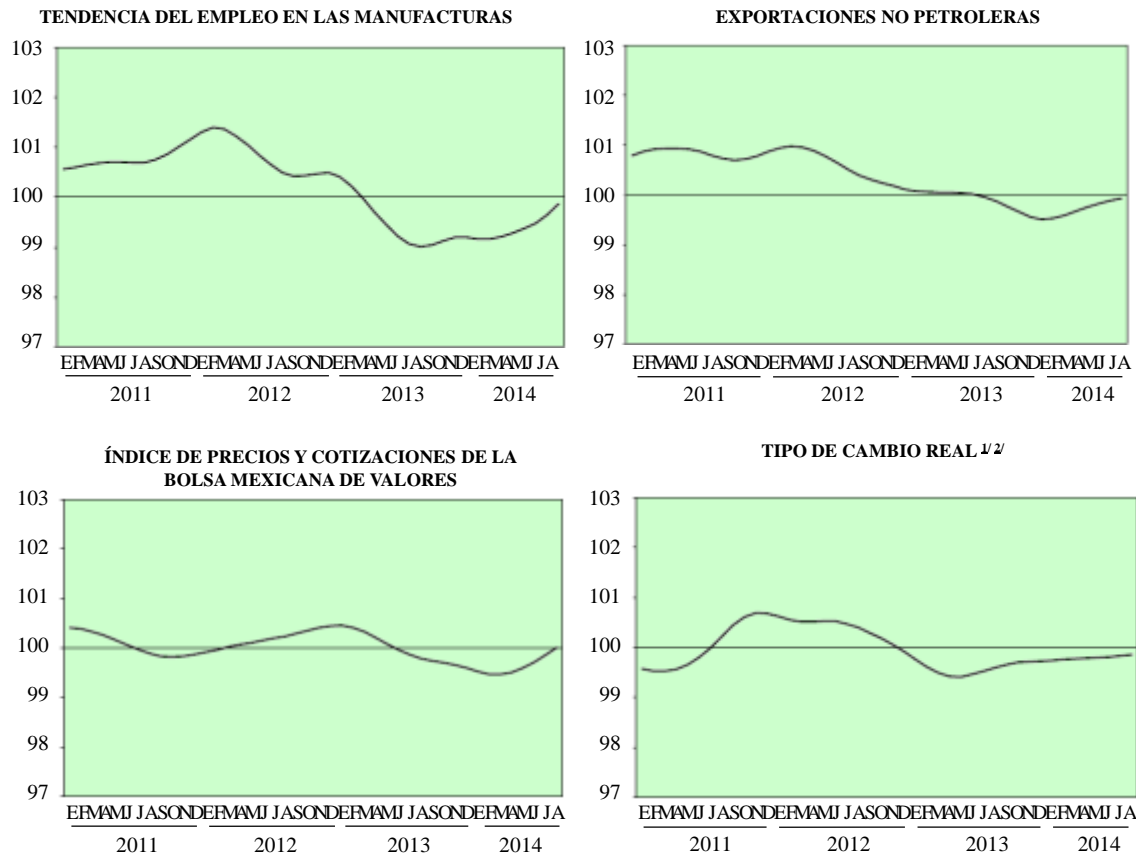 TENDENCIA DEL EMPLEO EN LAS MANUFACTURAS
103
102
101
100
99
98
97
EFMAMJ JASONDEFMAMJ JASONDEFMAMJ JASONDEFMAMJ JA
2011 2012 2013 2014
EXPORTACIONES NO PETROLERAS
103
102
101
100
99
98
97
EFMAMJ JASONDEFMAMJ JASONDEFMAMJ JASONDEFMAMJ JA
2011 2012 2013 2014
ÍNDICE DE PRECIOS Y COTIZACIONES DE LA
BOLSA MEXICANA DE VALORES
103
102
101
100
99
98
97
EFMAMJ JASONDEFMAMJ JASONDEFMAMJ JASONDEFMAMJ JA
2011 2012 2013 2014
TIPO DE CAMBIO REAL 1/ 2/
103
102
101
100
99
98
97
EFMAMJ JASONDEFMAMJ JASONDEFMAMJ JASONDEFMAMJ JA
2011 2012 2013 2014